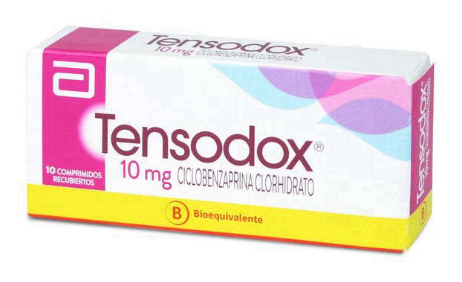 Tensodox®
10 mg CICLOBENZAPRINA CLORHIDRATO
Tensodox®
10 mg CICLOBENZAPRINA CLORHIDRATO
10 COMPRIMIDOS
RECUBIERTOS
B Bioequivalente